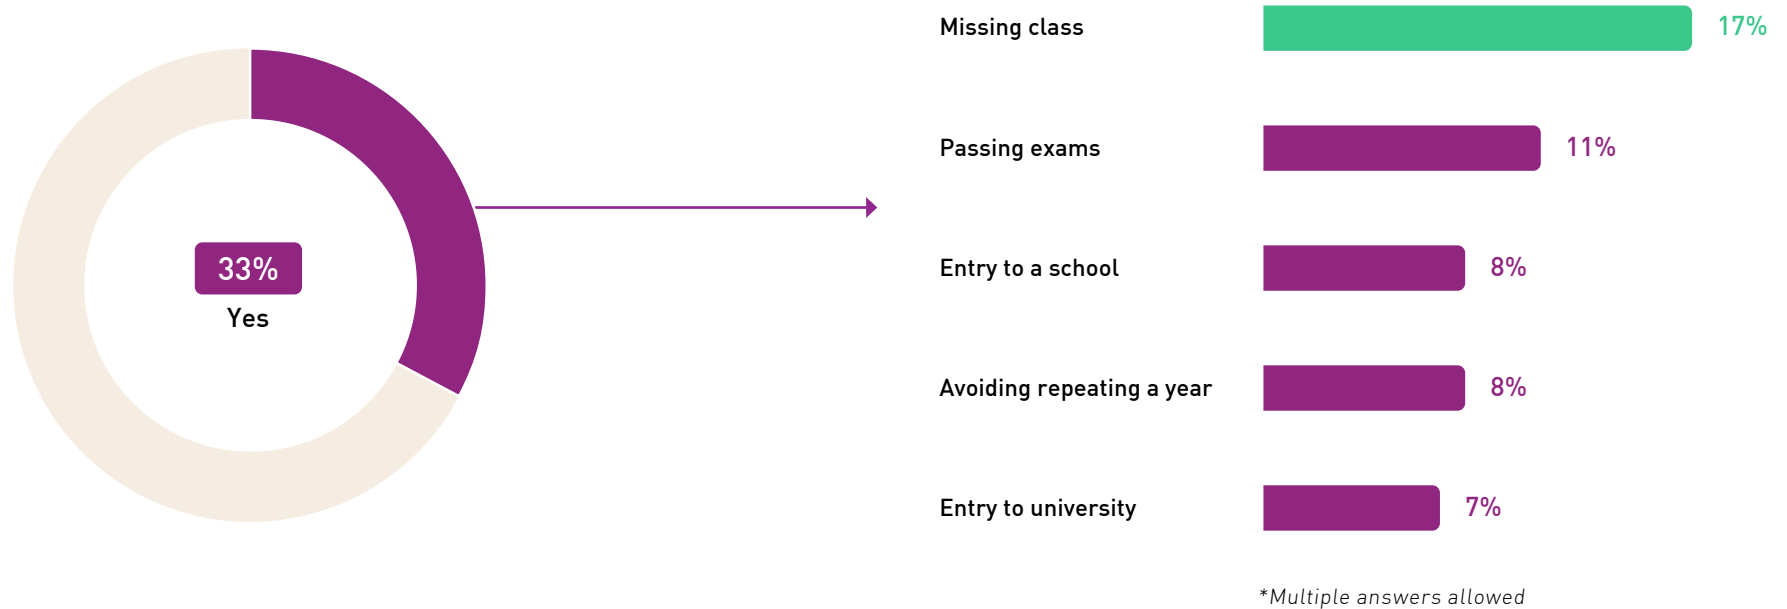 33%
Yes
Missing class 17%
Passing exams 11%
Entry to a school 8%
Avoiding repeating a year 8%
Entry to university 7%
*Multiple answers allowed